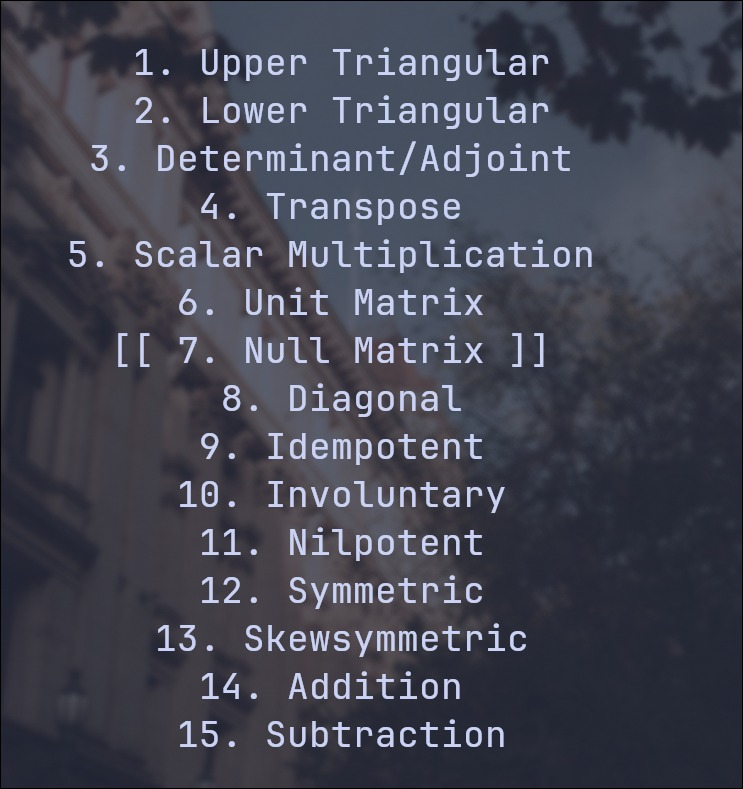 1. Upper Triangular
2. Lower Triangular
3. Determinant/Adjoint
4. Transpose
5. Scalar Multiplication
6. Unit Matrix
[[ 7. Null Matrix ]]
8. Diagonal
9. Idempotent
10. Involuntary
11. Nilpotent
12. Symmetric
13. Skewsymmetric
14. Addition
15. Subtraction